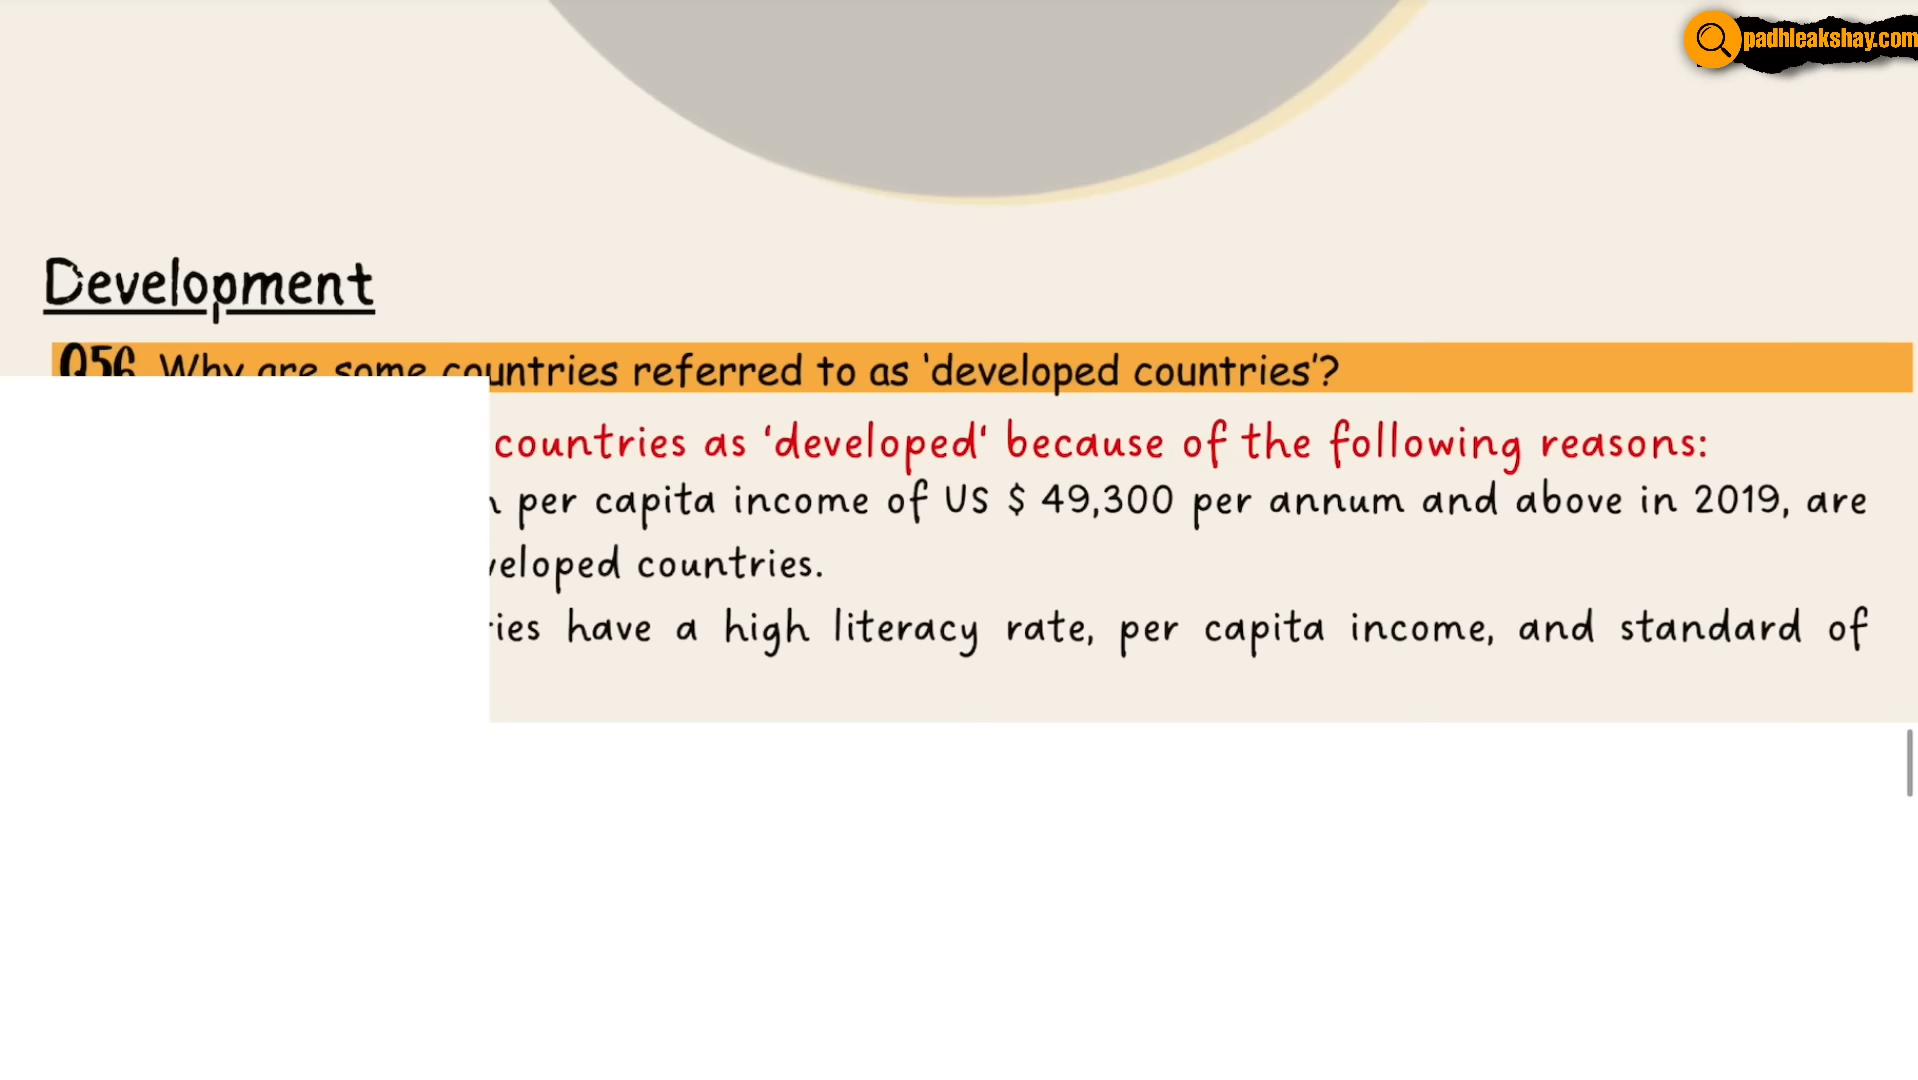 padhleakshay.com
Development
Q56 Why are some countries referred to as ‘developed countries’?
countries as ‘developed‘ because of the following reasons:
per capita income of US $ 49,300 per annum and above in 2019, are
countries.
have a high literacy rate, per capita income, and standard of